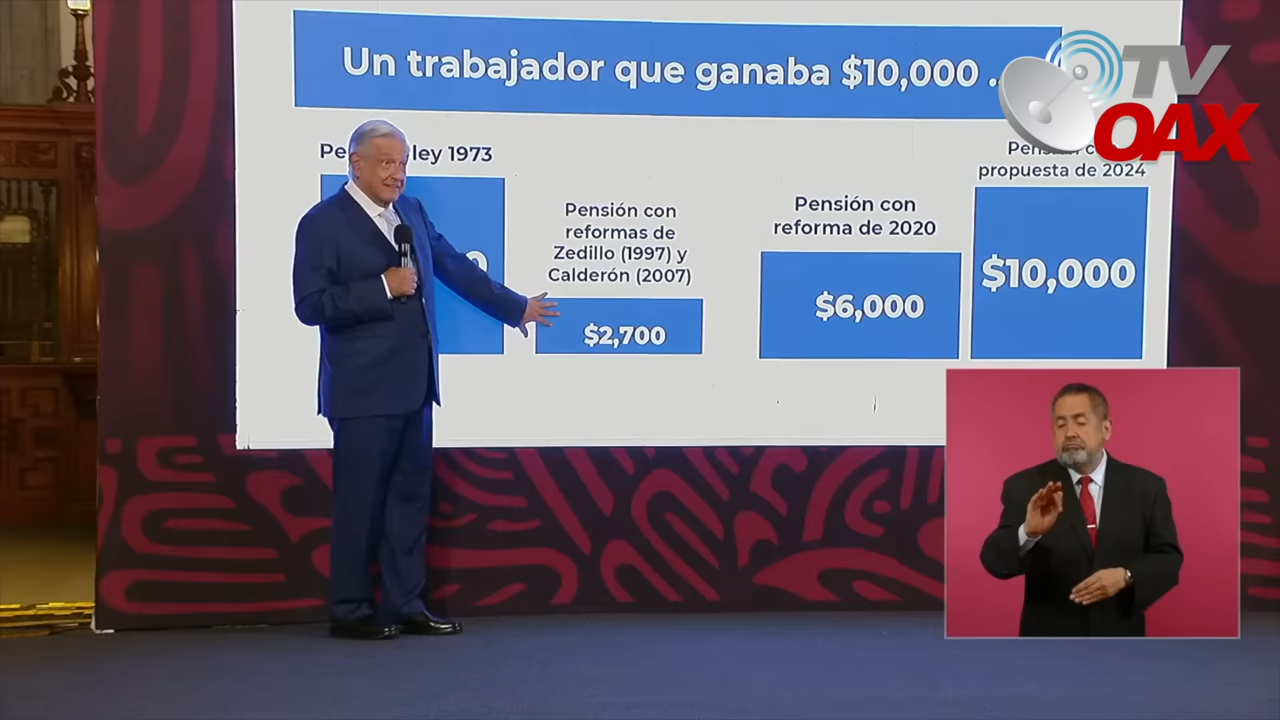 Un trabajador que ganaba $10,000
TV
OAX
ley 1973
Pensión con
reformas de
Zedillo (1997) y
Calderón (2007)
$2,700
Pensión con
reforma de 2020
$6,000
propuesta de 2024
$10,000